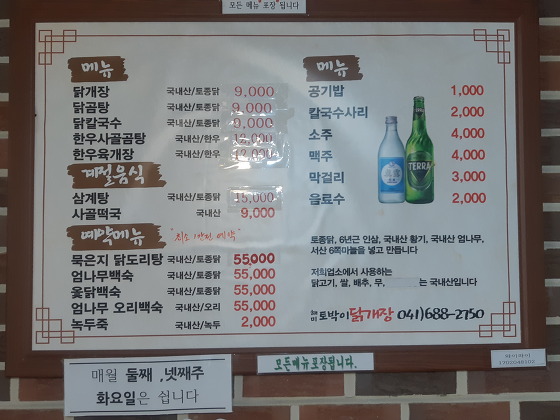 모든 메뉴 포장 됩니다
메뉴
닭개장 국내산/토종닭 9,000
닭곰탕 국내산/토종닭 9,000
닭칼국수 국내산/토종닭 9,000
한우사골곰탕 국내산/한우
한우육개장 국내산/한우
계절음식
삼계탕 국내산/토종닭 15,000
사골떡국 국내산 9,000
예약메뉴 "최소 1시간전 예약"
묵은지 닭도리탕 55,000
엄나무백숙 국내산/토종닭 55,000
옻닭백숙 국내산/토종닭 55,000
엄나무 오리백숙 국내산/오리 55,000
녹두죽 국내산/녹두 2,000
메뉴
공기밥 1,000
칼국수사리 2,000
소주 4,000
맥주 4,000
막걸리 3,000
음료수 2,000
TERRA
토종닭, 6년근 인삼, 국내산 황기, 국내산 엄나무,
서산 6쪽마늘을 넣고 만듭니다
저희업소에서 사용하는
닭고기, 쌀, 배추, 무, 는 국내산입니다
해미 토박이닭개장 041)688-2750
매월 둘째 ,넷째주
화요일은 쉽니다
모든메뉴포장됩니다.